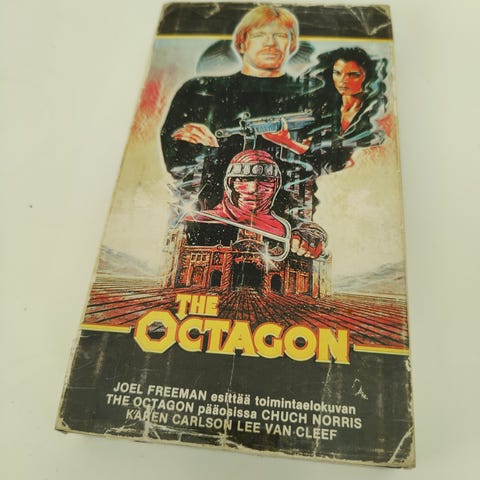 THE
OCTAGON
JOEL FREEMAN esittää toimintaelokuvan
THE OCTAGON pääosissa CHUCH NORRIS
KAREN CARLSON LEE VAN CLEEF